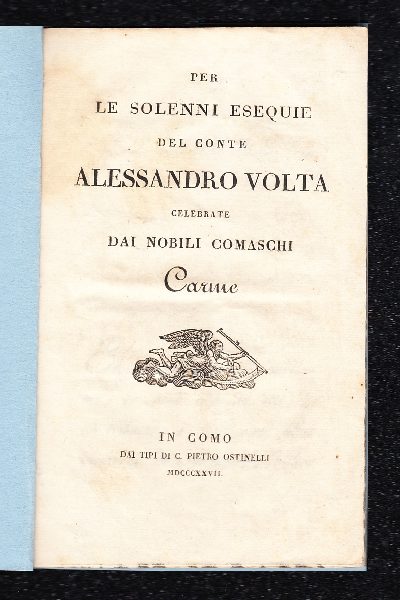 PER
LE SOLENNI ESEQUIE
DEL CONTE
ALESSANDRO VOLTA
CELEBRATE
DAI NOBILI COMASCHI
Carme
IN COMO
DAI TIPI DI C. PIETRO OSTINELLI
MDCCCXXVII.